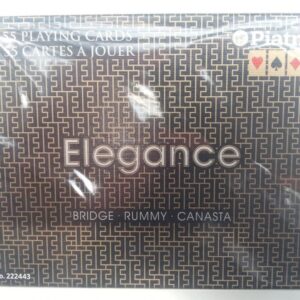 55 PLAYING CARDS
55 CARTES A JOUER
Elegance
BRIDGE · RUMMY · CANASTA
222443